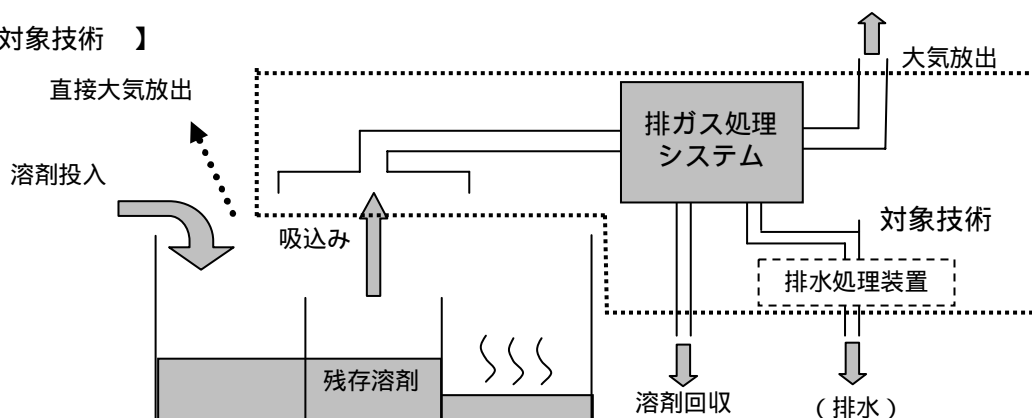 対象技術　】
大気放出
直接大気放出
排ガス処理
システム
溶剤投入
対象技術
吸込み
排水処理装置
残存溶剤
溶剤回収
（排水）